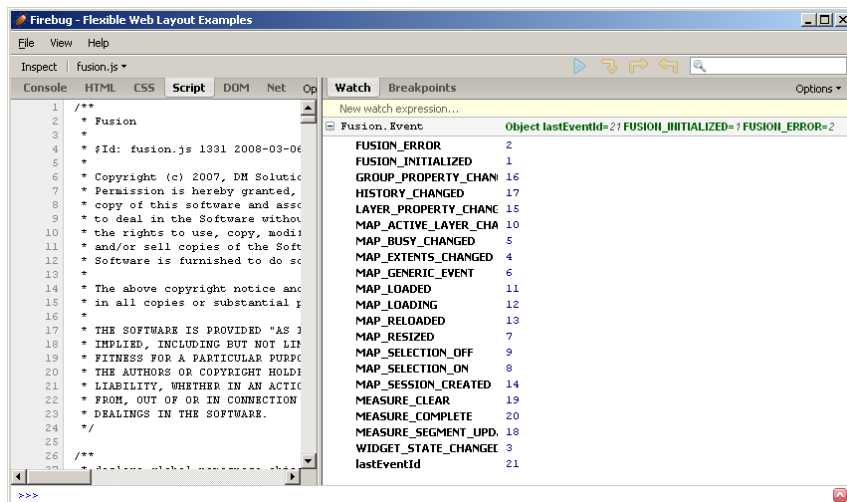 Firebug - Flexible Web Layout Examples
File View Help
Inspect fusion.js
Console HTML CSS Script DOM Net Op
Watch Breakpoints Options
New watch expression...
1 /**
2 * Fusion
3 *
4 * $Id: fusion.js 1331 2008-03-06
5 *
6 * Copyright (c) 2007, DM Solutic
7 * Permission is hereby granted,
8 * copy of this software and asso
9 * to deal in the Software withou
10 * the rights to use, copy, modif
11 * and/or sell copies of the Soft
12 * Software is furnished to do so
13 *
14 * The above copyright notice and
15 * in all copies or substantial p
16 *
17 * THE SOFTWARE IS PROVIDED "AS I
18 * IMPLIED, INCLUDING BUT NOT LIM
19 * FITNESS FOR A PARTICULAR PURPO
20 * THE AUTHORS OR COPYRIGHT HOLDE
21 * LIABILITY, WHETHER IN AN ACTIO
22 * FROM, OUT OF OR IN CONNECTION
23 * DEALINGS IN THE SOFTWARE.
24 */
25
26 /**
Fusion.Event Object lastEventId=21 FUSION_INITIALIZED=1 FUSION_ERROR=2
FUSION_ERROR 2
FUSION_INITIALIZED 1
GROUP_PROPERTY_CHAN 16
HISTORY_CHANGED 17
LAYER_PROPERTY_CHANG 15
MAP_ACTIVE_LAYER_CHA 10
MAP_BUSY_CHANGED 5
MAP_EXTENTS_CHANGED 4
MAP_GENERIC_EVENT 6
MAP_LOADED 11
MAP_LOADING 12
MAP_RELOADED 13
MAP_RESIZED 7
MAP_SELECTION_OFF 9
MAP_SELECTION_ON 8
MAP_SESSION_CREATED 14
MEASURE_CLEAR 19
MEASURE_COMPLETE 20
MEASURE_SEGMENT_UPD 18
WIDGET_STATE_CHANGED 3
lastEventId 21
>>>